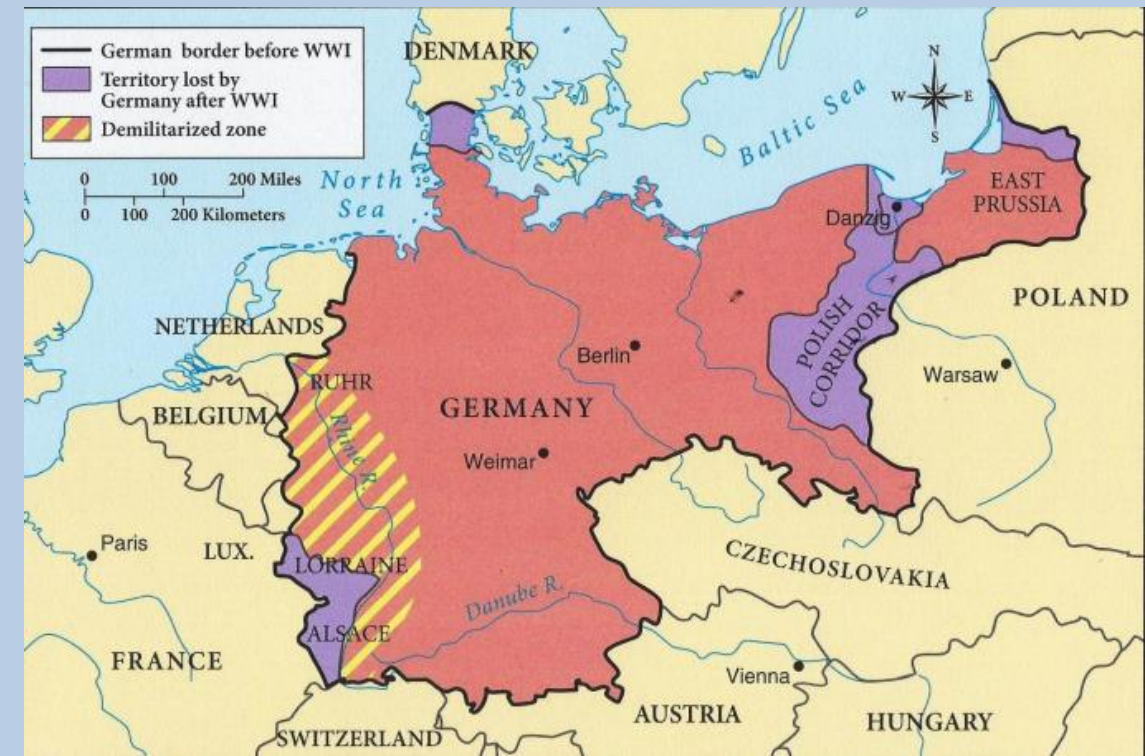 German border before WWI
Territory lost by
Germany after WWI
Demilitarized zone
0 100 200 Miles
0 100 200 Kilometers
DENMARK
N
W E
S
Baltic Sea
North
Sea
EAST
PRUSSIA
Danzig
POLAND
POLISH
CORRIDOR
NETHERLANDS
Berlin
Warsaw
RUHR
BELGIUM
GERMANY
Rhine R.
Weimar
Paris
LUX.
LORRAINE
CZECHOSLOVAKIA
Danube R.
ALSACE
FRANCE
Vienna
AUSTRIA
HUNGARY
SWITZERLAND